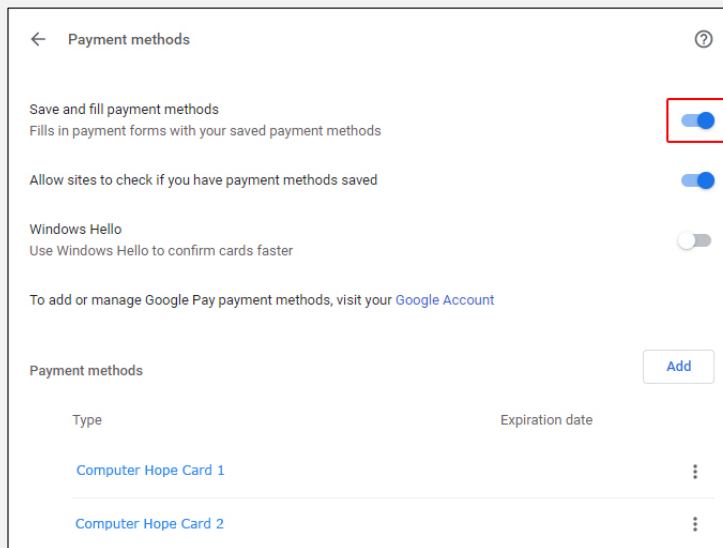 Payment methods
Save and fill payment methods
Fills in payment forms with your saved payment methods
Allow sites to check if you have payment methods saved
Windows Hello
Use Windows Hello to confirm cards faster
To add or manage Google Pay payment methods, visit your Google Account
Payment methods Add
Type Expiration date
Computer Hope Card 1
Computer Hope Card 2